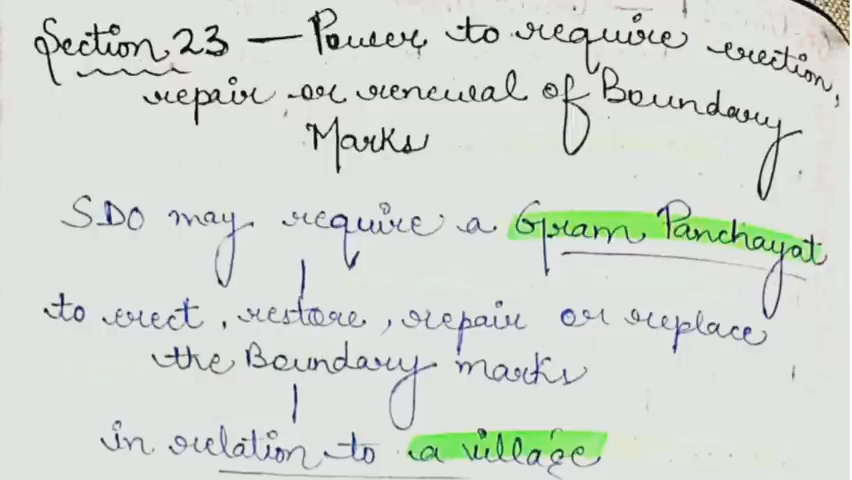 Section 23 — Power to require erection,
repair or renewal of Boundary
Marks
SDO may require a Gram Panchayat
to erect, restore, repair or replace
the Boundary marks
in relation to a village